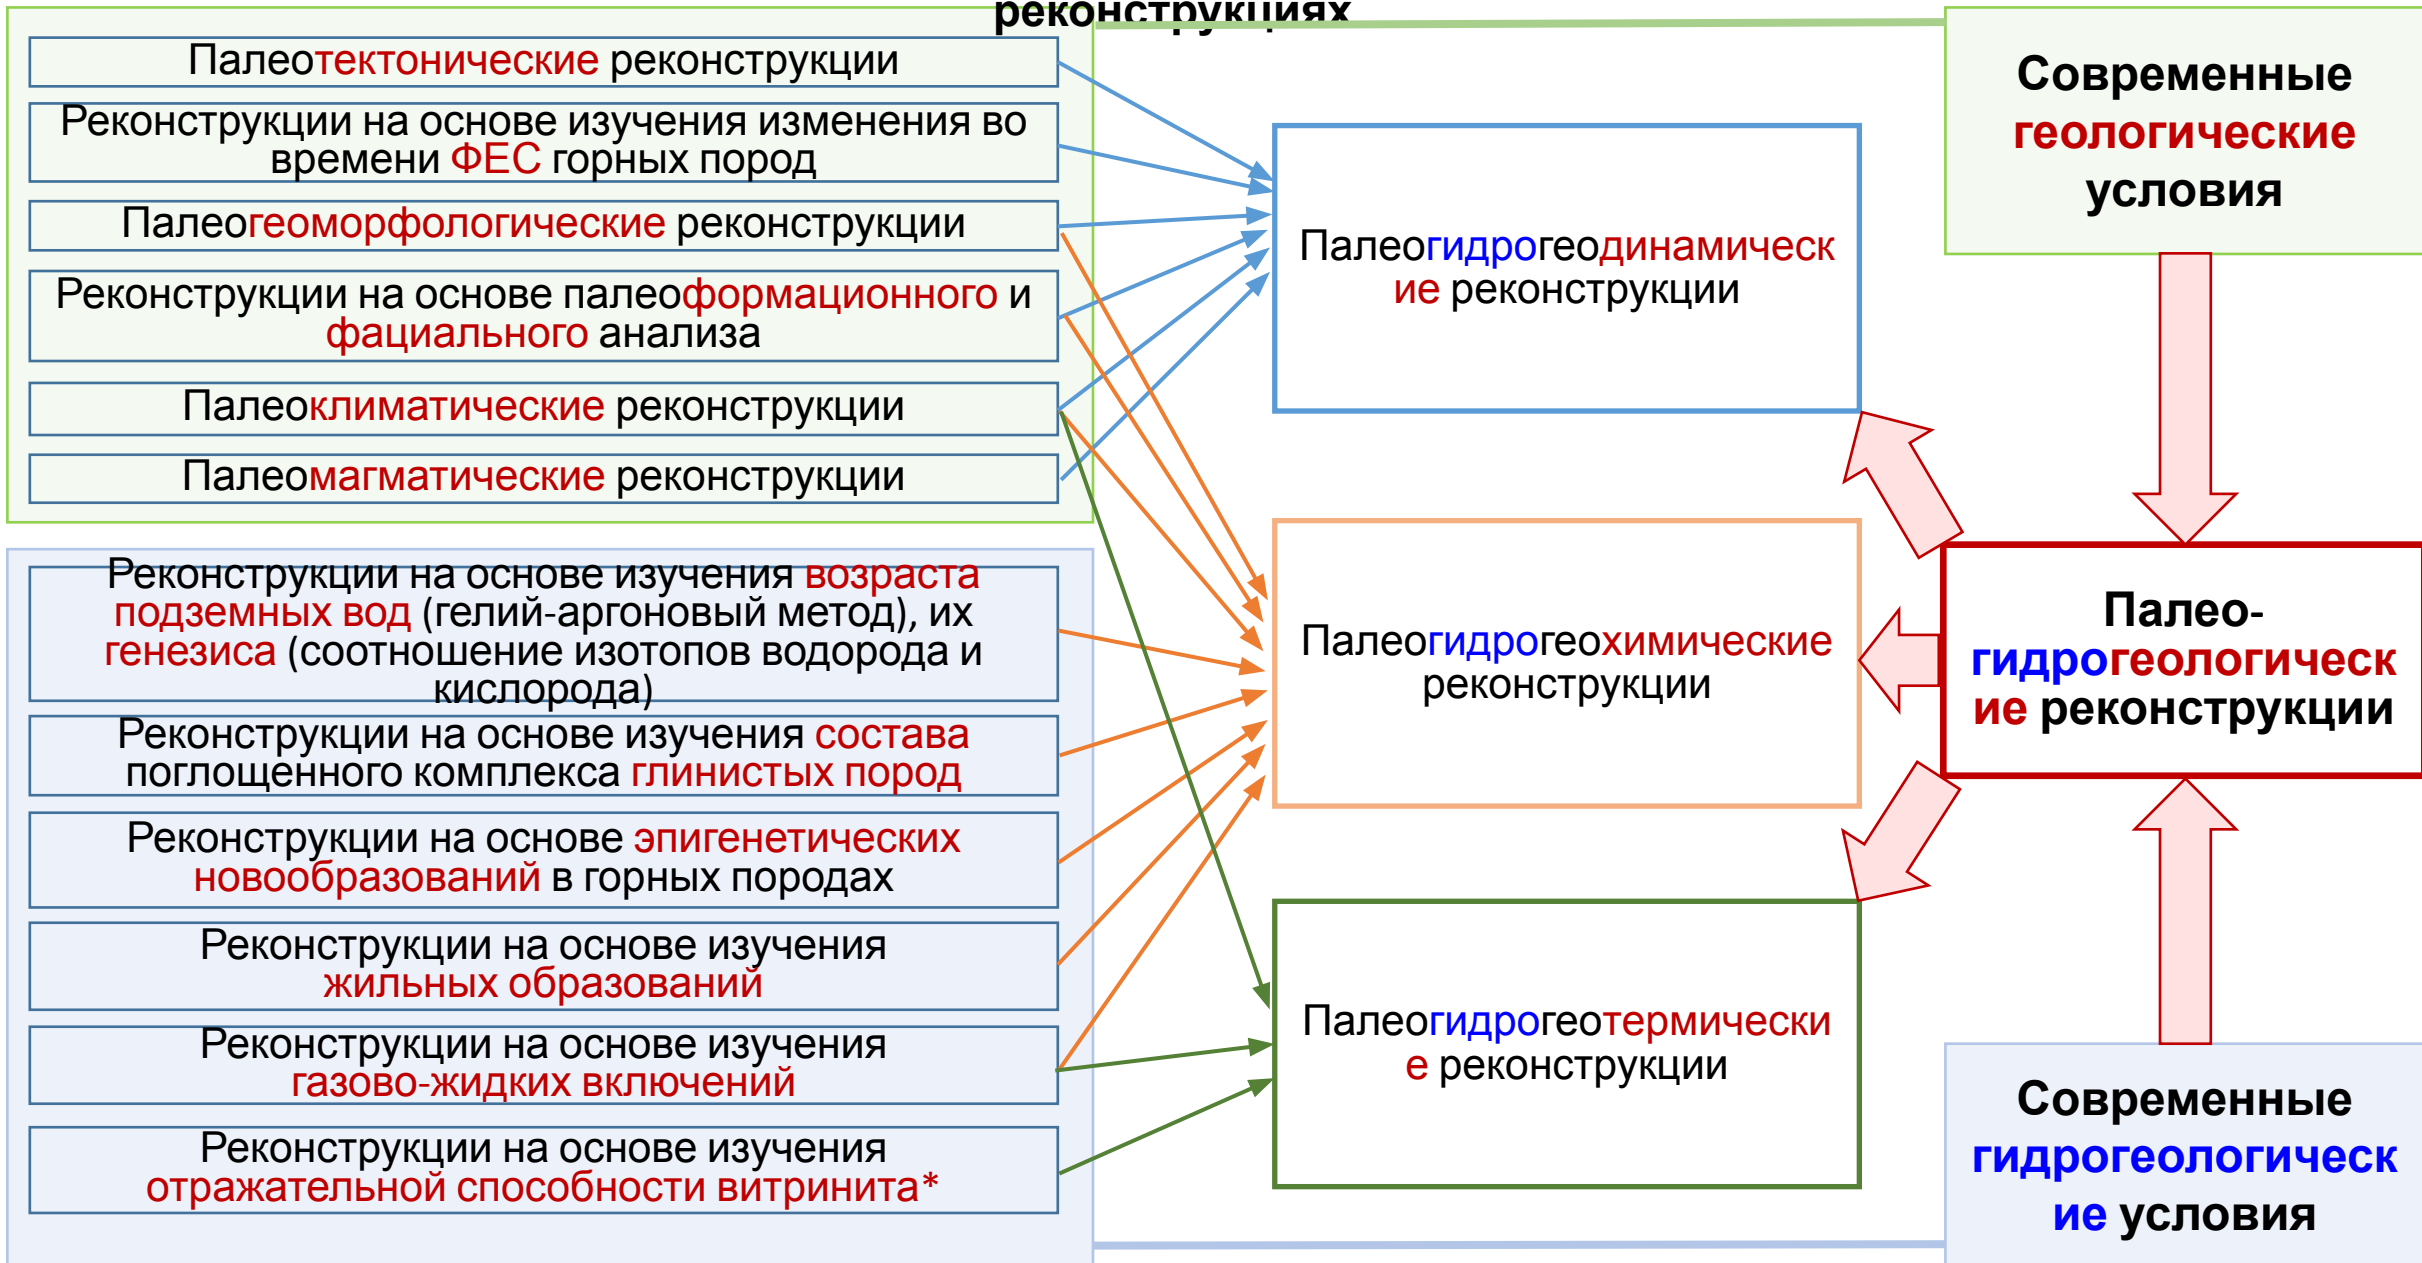 реконструкциях
Палеотектонические реконструкции
Реконструкции на основе изучения изменения во
времени ФЕС горных пород
Палеогеоморфологические реконструкции
Реконструкции на основе палеоформационного и
фациального анализа
Палеоклиматические реконструкции
Палеомагматические реконструкции
Реконструкции на основе изучения возраста
подземных вод (гелий-аргоновый метод), их
генезиса (соотношение изотопов водорода и
кислорода)
Реконструкции на основе изучения состава
поглощенного комплекса глинистых пород
Реконструкции на основе эпигенетических
новообразований в горных породах
Реконструкции на основе изучения
жильных образований
Реконструкции на основе изучения
газово-жидких включений
Реконструкции на основе изучения
отражательной способности витринита*
Палеогидрогеодинамическ
ие реконструкции
Палеогидрогеохимические
реконструкции
Палеогидрогеотермически
е реконструкции
Современные
геологические
условия
Палео-
гидрогеологическ
ие реконструкции
Современные
гидрогеологическ
ие условия